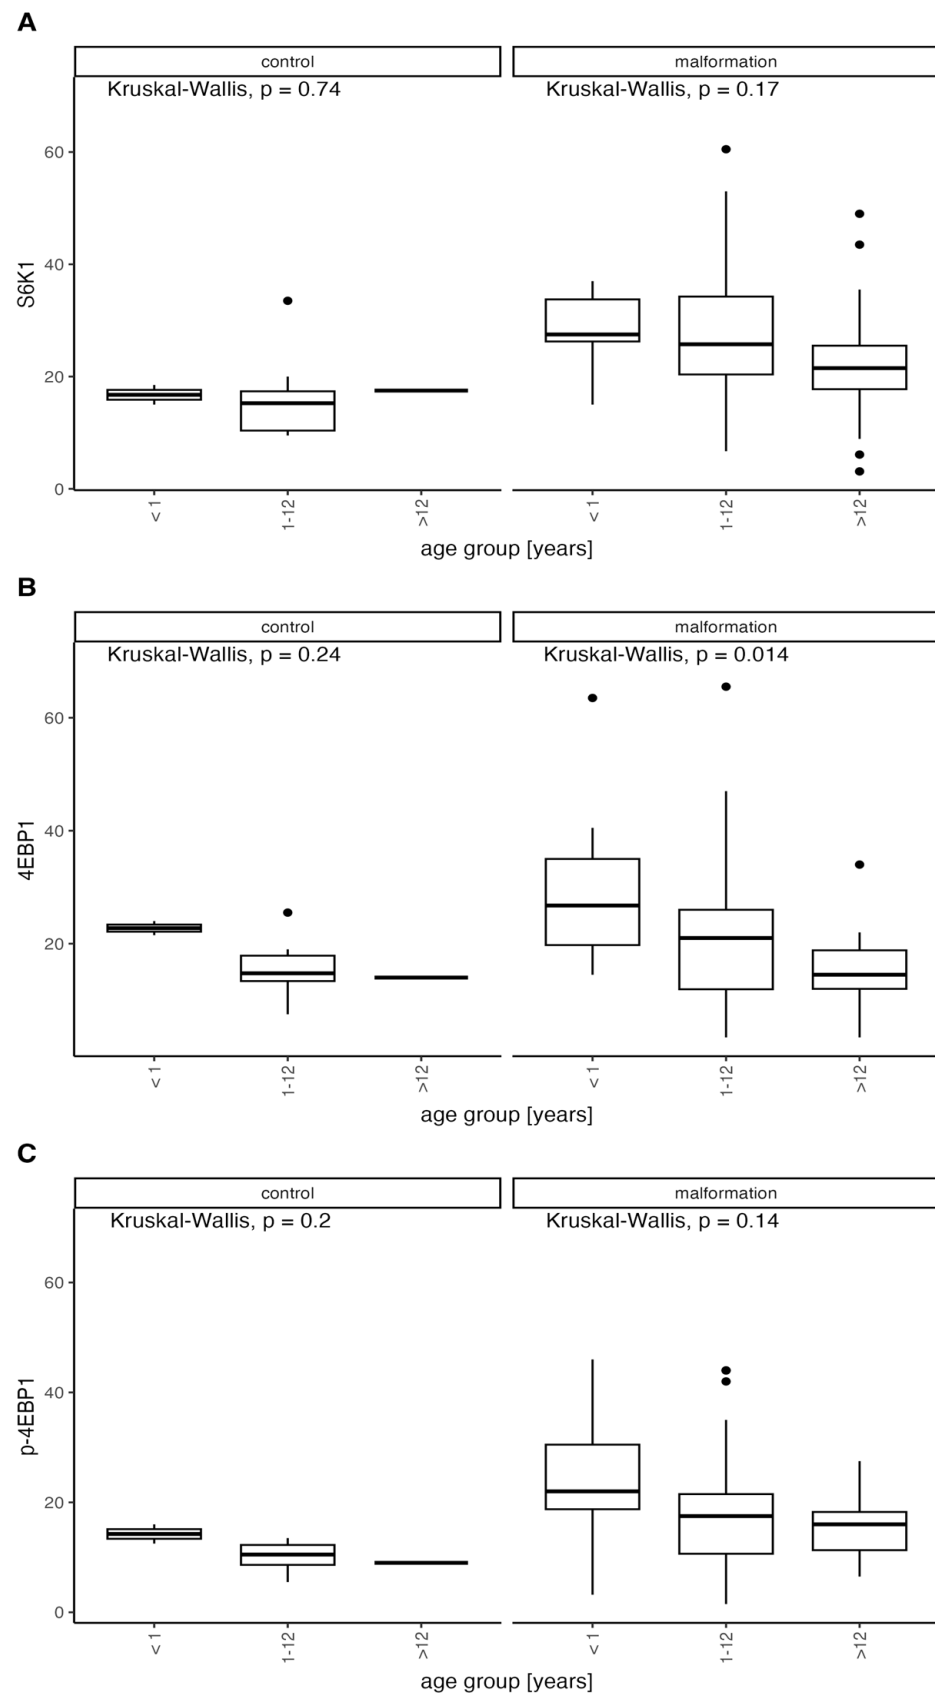 A
control malformation
Kruskal-Wallis, p = 0.74 Kruskal-Wallis, p = 0.17
60
40
20
0
S6K1
< 1 1-12 >12 < 1 1-12 >12
age group [years]
B
control malformation
Kruskal-Wallis, p = 0.24 Kruskal-Wallis, p = 0.014
60
40
20
4EBP1
< 1 1-12 >12 < 1 1-12 >12
age group [years]
C
control malformation
Kruskal-Wallis, p = 0.2 Kruskal-Wallis, p = 0.14
60
40
20
0
p-4EBP1
< 1 1-12 >12 < 1 1-12 >12
age group [years]